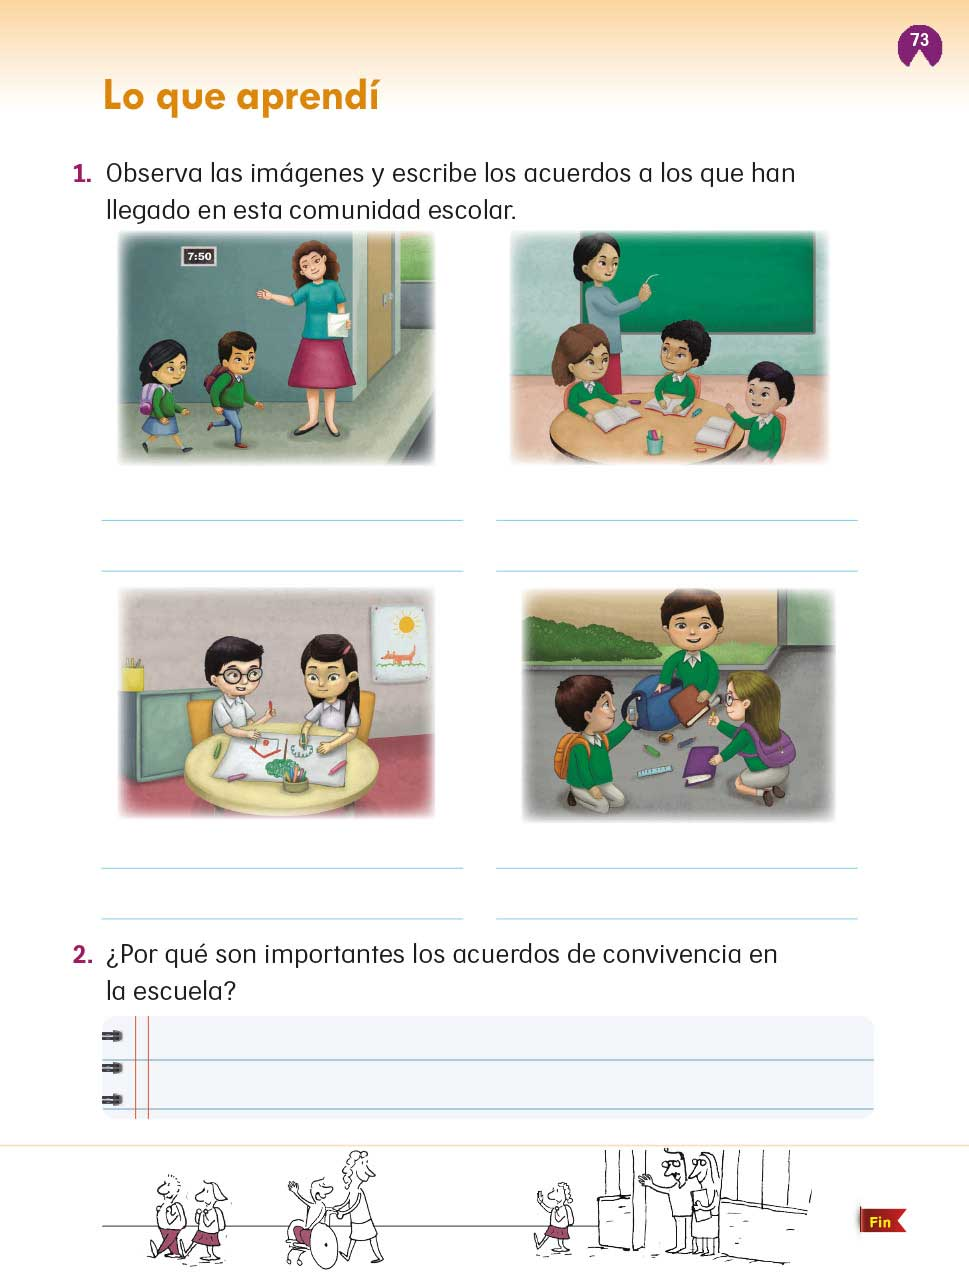 73
Lo que aprendí
1. Observa las imágenes y escribe los acuerdos a los que han
llegado en esta comunidad escolar.
7:50
2. ¿Por qué son importantes los acuerdos de convivencia en
la escuela?
Fin